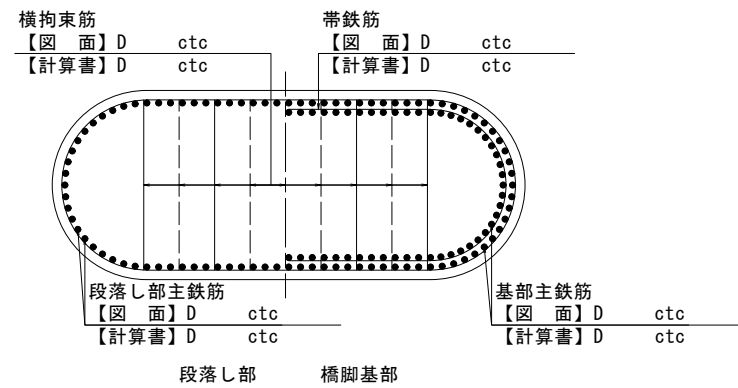 横拘束筋
【図　面】D　　　ctc
【計算書】D　　　ctc
帯鉄筋
【図　面】D　　　ctc
【計算書】D　　　ctc
段落し部主鉄筋
【図　面】D　　　ctc
【計算書】D　　　ctc
基部主鉄筋
【図　面】D　　　ctc
【計算書】D　　　ctc
段落し部　　　橋脚基部